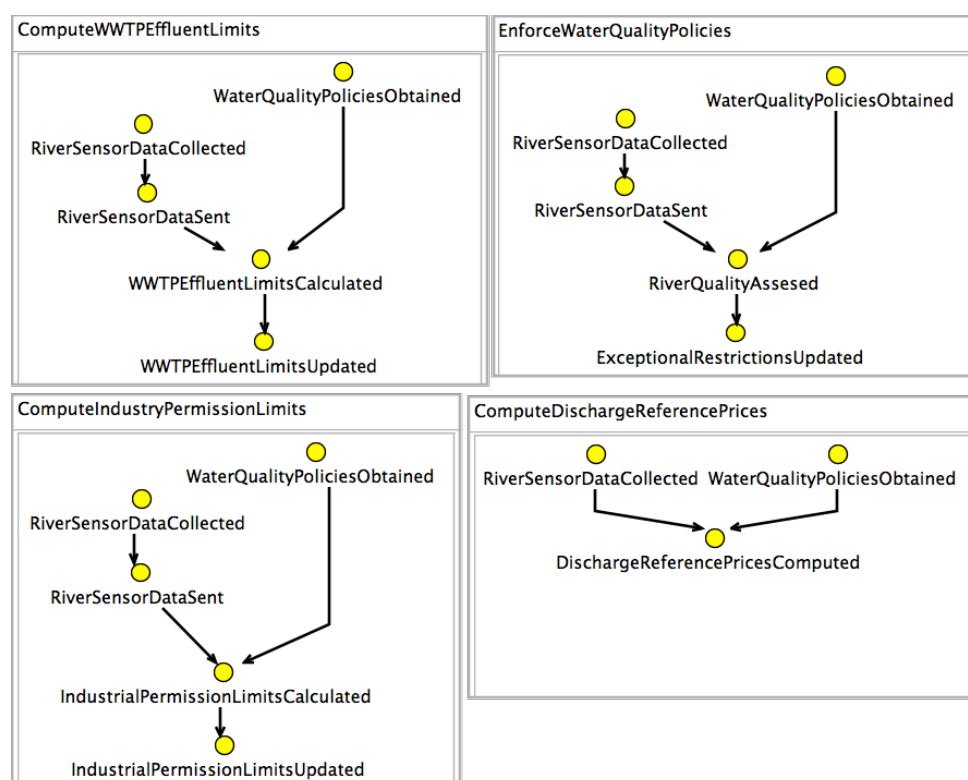 ComputeWWTPEffluentLimits
WaterQualityPoliciesObtained
RiverSensorDataCollected
RiverSensorDataSent
WWTPEffluentLimitsCalculated
WWTPEffluentLimitsUpdated
EnforceWaterQualityPolicies
WaterQualityPoliciesObtained
RiverSensorDataCollected
RiverSensorDataSent
RiverQualityAssesed
ExceptionalRestrictionsUpdated
ComputeIndustryPermissionLimits
WaterQualityPoliciesObtained
RiverSensorDataCollected
RiverSensorDataSent
IndustrialPermissionLimitsCalculated
IndustrialPermissionLimitsUpdated
ComputeDischargeReferencePrices
RiverSensorDataCollected WaterQualityPoliciesObtained
DischargeReferencePricesComputed